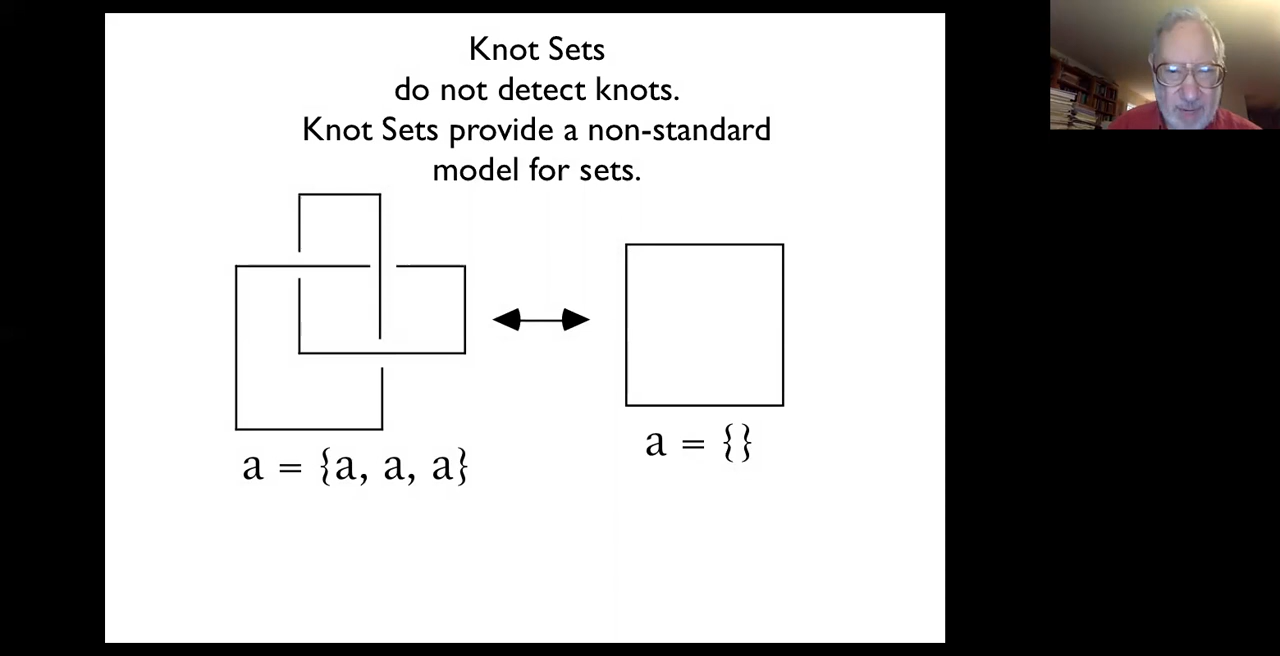 Knot Sets
do not detect knots.
Knot Sets provide a non-standard
model for sets.
a = {a, a, a}
a = {}